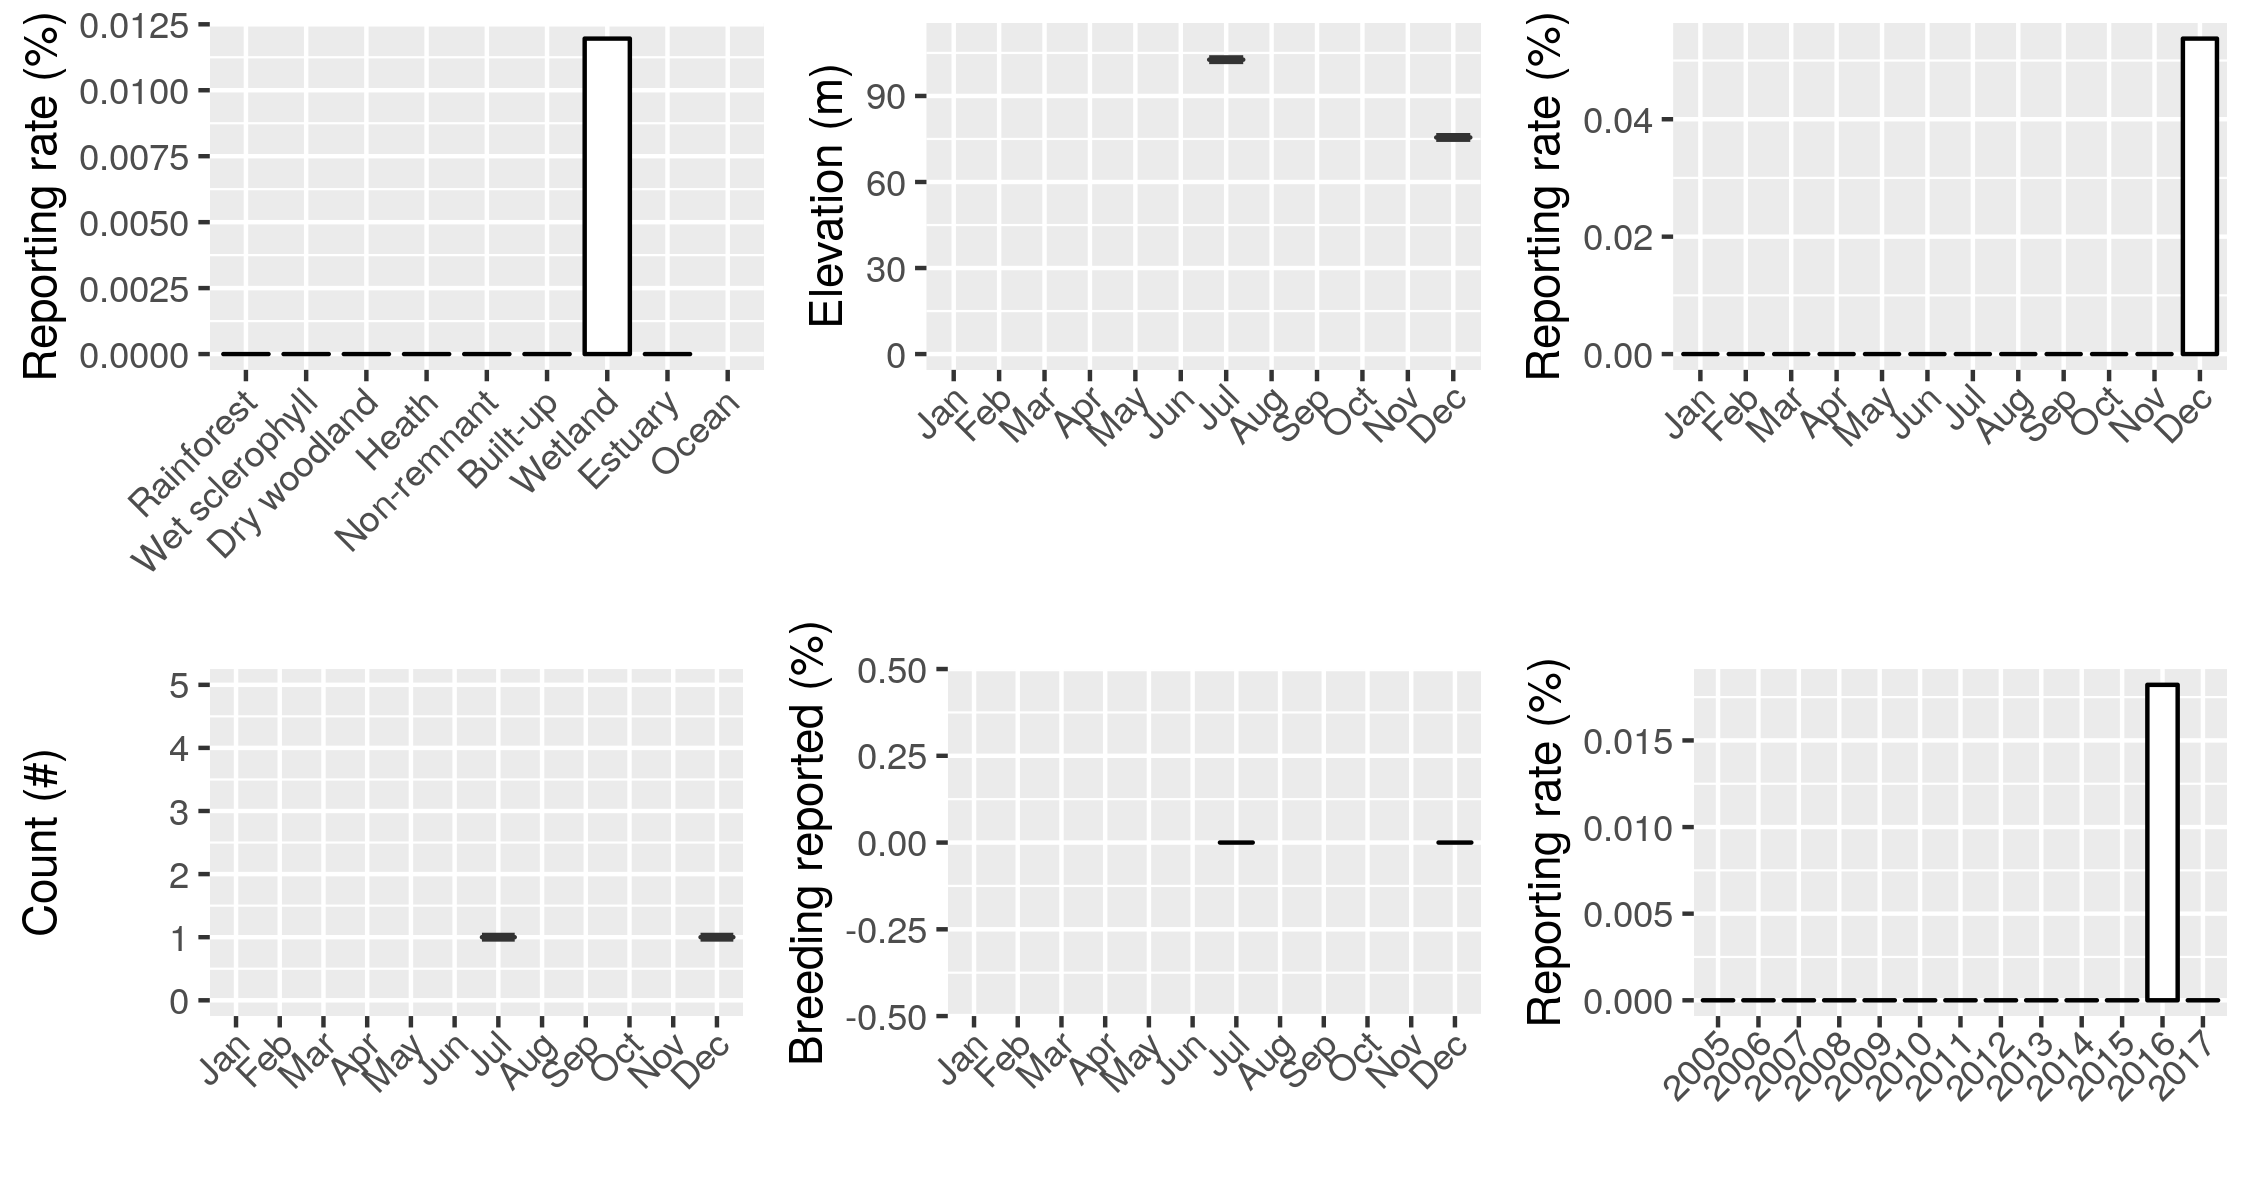 Reporting rate (%)
0.0125
0.0100
0.0075
0.0050
0.0025
0.0000
Rainforest
Wet sclerophyll
Dry woodland
Heath
Non-remnant
Built-up
Wetland
Estuary
Ocean
Elevation (m)
90
60
30
0
Jan
Feb
Mar
Apr
May
Jun
Jul
Aug
Sep
Oct
Nov
Dec
Reporting rate (%)
0.04
0.02
0.00
Jan
Feb
Mar
Apr
May
Jun
Jul
Aug
Sep
Oct
Nov
Dec
Count (#)
5
4
3
2
1
0
Jan
Feb
Mar
Apr
May
Jun
Jul
Aug
Sep
Oct
Nov
Dec
Breeding reported (%)
0.50
0.25
0.00
-0.25
-0.50
Jan
Feb
Mar
Apr
May
Jun
Jul
Aug
Sep
Oct
Nov
Dec
Reporting rate (%)
0.015
0.010
0.005
0.000
2005
2006
2007
2008
2009
2010
2011
2012
2013
2014
2015
2016
2017